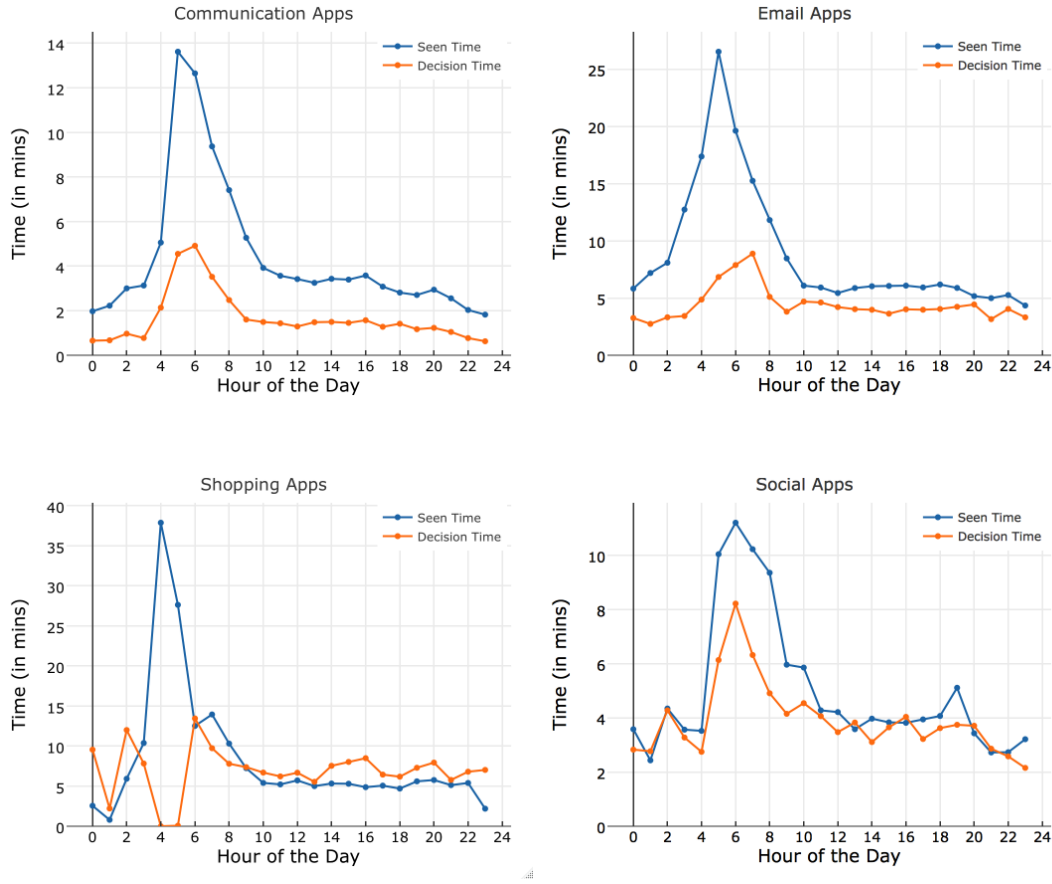 Communication Apps
Seen Time
Decision Time
14
12
10
8
6
4
2
0
Time (in mins)
0 2 4 6 8 10 12 14 16 18 20 22 24
Hour of the Day
Email Apps
Seen Time
Decision Time
25
20
15
10
5
0
Time (in mins)
0 2 4 6 8 10 12 14 16 18 20 22 24
Hour of the Day
Shopping Apps
Seen Time
Decision Time
40
35
30
25
20
15
10
5
0
Time (in mins)
0 2 4 6 8 10 12 14 16 18 20 22 24
Hour of the Day
Social Apps
Seen Time
Decision Time
10
8
6
4
2
0
Time (in mins)
0 2 4 6 8 10 12 14 16 18 20 22 24
Hour of the Day